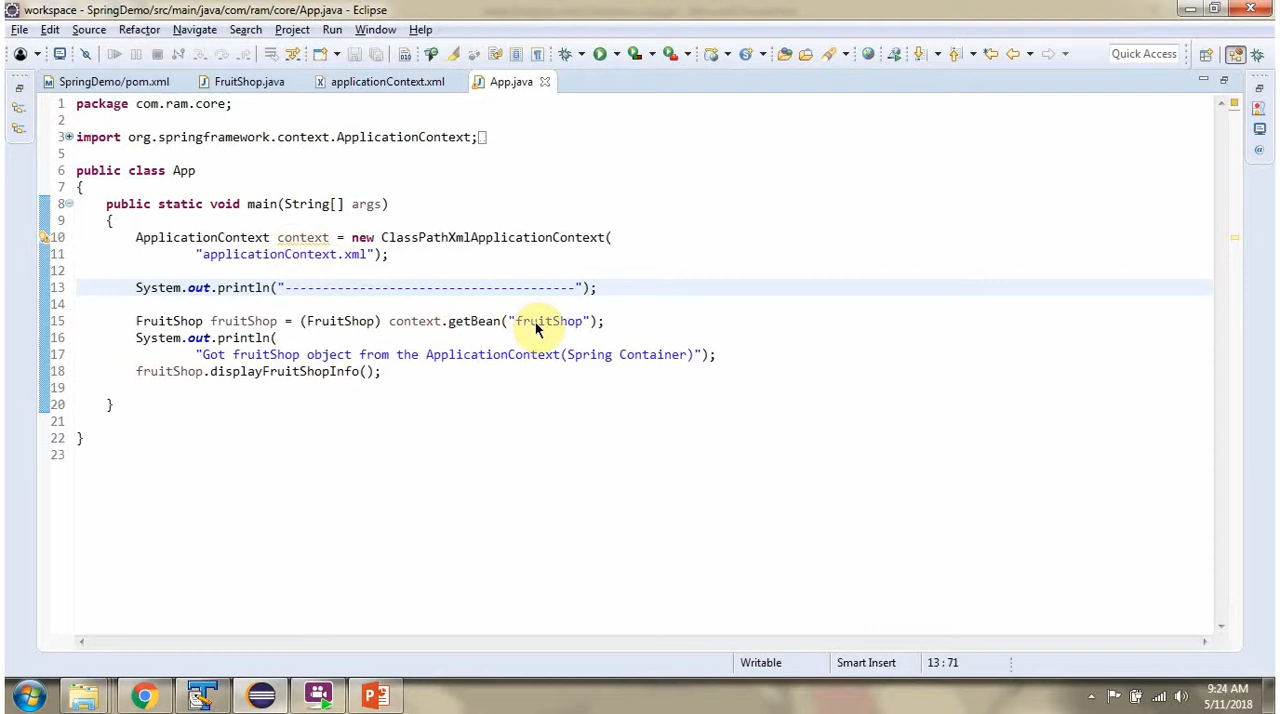 workspace - SpringDemo/src/main/java/com/ram/core/App.java - Eclipse
File Edit Source Refactor Navigate Search Project Run Window Help
Quick Access
SpringDemo/pom.xml FruitShop.java applicationContext.xml App.java
1 package com.ram.core;
2
3 import org.springframework.context.ApplicationContext;
5
6 public class App
7 {
8 public static void main(String[] args)
9 {
10 ApplicationContext context = new ClassPathXmlApplicationContext(
11 "applicationContext.xml");
12
13 System.out.println("---------------------------------------");
14
15 FruitShop fruitShop = (FruitShop) context.getBean("fruitShop");
16 System.out.println(
17 "Got fruitShop object from the ApplicationContext(Spring Container)");
18 fruitShop.displayFruitShopInfo();
19
20 }
21
22 }
23
Writable Smart Insert 13 : 71
9:24 AM
5/11/2018